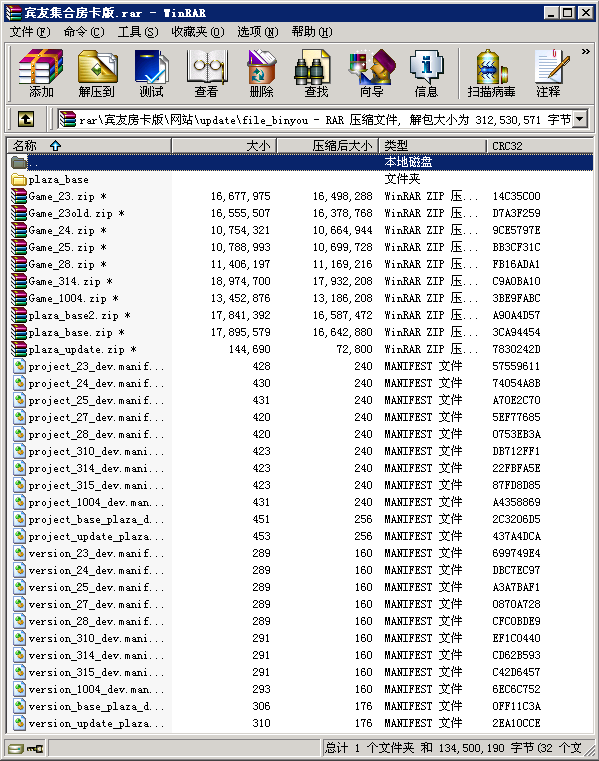 宾友集合房卡版.rar - WinRAR
文件(F) 命令(C) 工具(S) 收藏夹(O) 选项(N) 帮助(H)
添加 解压到 测试 查看 删除 查找 向导 信息 扫描病毒 注释 »
rar\宾友房卡版\网站\update\file_binyou - RAR 压缩文件, 解包大小为 312,530,571 字节
名称 大小 压缩后大小 类型 CRC32
.. 本地磁盘
plaza_base 文件夹
Game_23.zip * 16,677,975 16,498,288 WinRAR ZIP 压... 14C35C00
Game_23old.zip * 16,555,507 16,378,768 WinRAR ZIP 压... D7A3F259
Game_24.zip * 10,754,321 10,664,944 WinRAR ZIP 压... 9CE5797E
Game_25.zip * 10,788,993 10,699,728 WinRAR ZIP 压... BB3CF31C
Game_28.zip * 11,406,197 11,169,216 WinRAR ZIP 压... FB16ADA1
Game_314.zip * 18,974,700 17,932,208 WinRAR ZIP 压... C9A0BA10
Game_1004.zip * 13,452,876 13,186,208 WinRAR ZIP 压... 3BE9FABC
plaza_base2.zip * 17,841,392 16,587,472 WinRAR ZIP 压... A90A4D57
plaza_base.zip * 17,895,579 16,642,880 WinRAR ZIP 压... 3CA94454
plaza_update.zip * 144,690 72,800 WinRAR ZIP 压... 7830242D
project_23_dev.manif... 428 240 MANIFEST 文件 57559611
project_24_dev.manif... 430 240 MANIFEST 文件 74054A8B
project_25_dev.manif... 431 240 MANIFEST 文件 A70E2C70
project_27_dev.manif... 420 240 MANIFEST 文件 5EF77685
project_28_dev.manif... 420 240 MANIFEST 文件 0753EB3A
project_310_dev.mani... 423 240 MANIFEST 文件 DB712FF1
project_314_dev.mani... 423 240 MANIFEST 文件 22FBFA5E
project_315_dev.mani... 423 240 MANIFEST 文件 87FD8D85
project_1004_dev.man... 431 240 MANIFEST 文件 A4358869
project_base_plaza_d... 451 256 MANIFEST 文件 2C3206D5
project_update_plaza... 453 256 MANIFEST 文件 437A4DCA
version_23_dev.manif... 289 160 MANIFEST 文件 699749E4
version_24_dev.manif... 289 160 MANIFEST 文件 DBC7EC97
version_25_dev.manif... 289 160 MANIFEST 文件 A3A7BAF1
version_27_dev.manif... 289 160 MANIFEST 文件 0870A728
version_28_dev.manif... 289 160 MANIFEST 文件 CFC0BDE9
version_310_dev.mani... 291 160 MANIFEST 文件 EF1C0440
version_314_dev.mani... 291 160 MANIFEST 文件 CD62B593
version_315_dev.mani... 291 160 MANIFEST 文件 C42D6457
version_1004_dev.man... 293 160 MANIFEST 文件 6EC6C752
version_base_plaza_d... 306 176 MANIFEST 文件 0FF11C3A
version_update_plaza... 310 176 MANIFEST 文件 2EA10CCE
总计 1 个文件夹 和 134,500,190 字节(32 个文